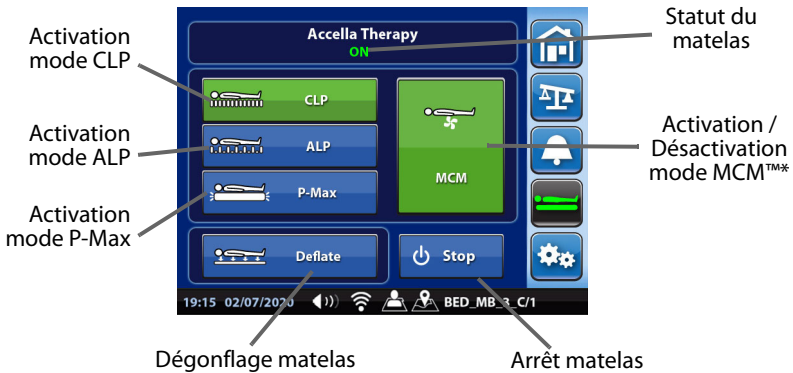 Activation
mode CLP
Activation
mode ALP
Activation
mode P-Max
Accella Therapy
ON
CLP
ALP
P-Max
MCM
Deflate
Stop
19:15 02/07/2020
BED_MB_3_C/1
Statut du
matelas
Activation /
Désactivation
mode MCM™*
Dégonflage matelas
Arrêt matelas